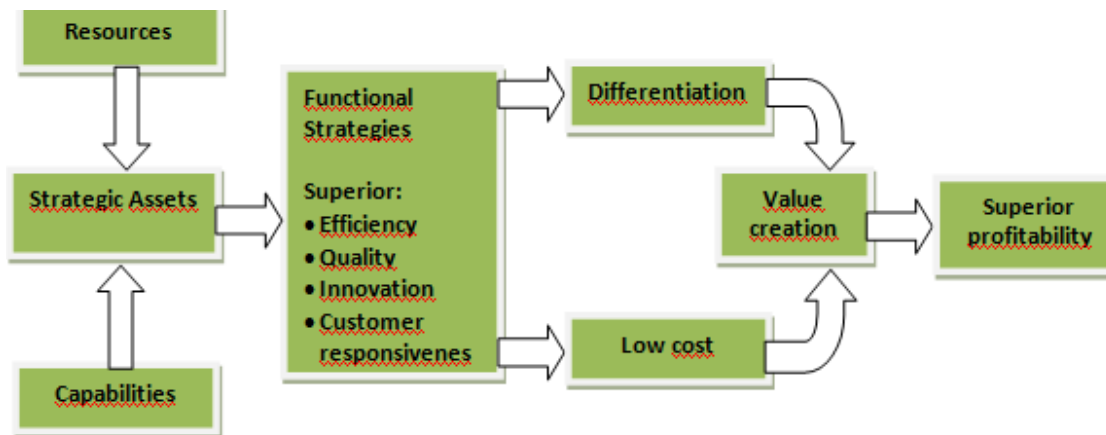 Resources
Strategic Assets
Capabilities
Functional
Strategies
Superior:
• Efficiency
• Quality
• Innovation
• Customer
responsivenes
Differentiation
Low cost
Value
creation
Superior
profitability